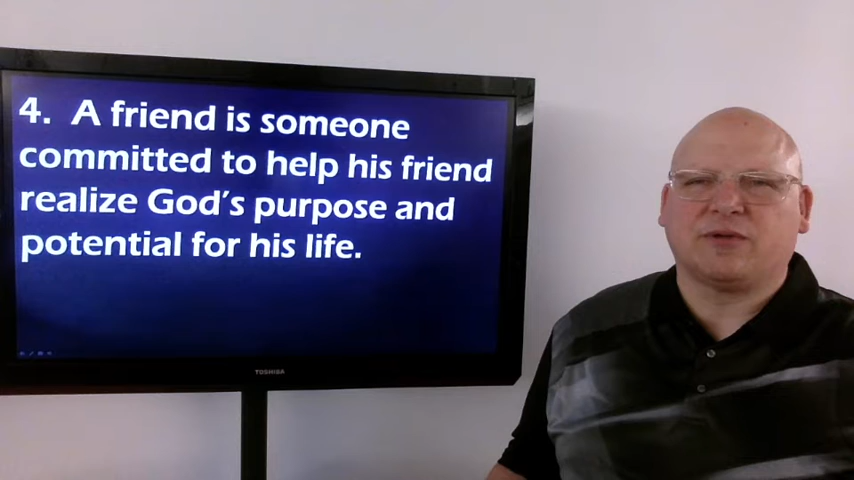 4. A friend is someone
committed to help his friend
realize God's purpose and
potential for his life.
TOSHIBA